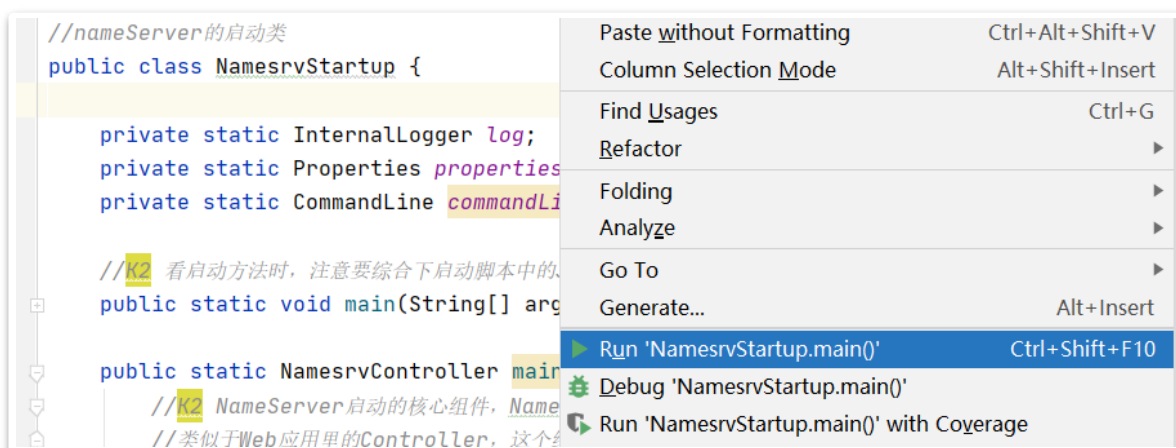 //nameServer的启动类
public class NamesrvStartup {
private static InternalLogger log;
private static Properties properties
private static CommandLine commandLi
//K2 看启动方法时，注意要综合下启动脚本中的
public static void main(String[] arg
public static NamesrvController main
//K2 NameServer启动的核心组件，Name
//类似于Web应用里的Controller，这个
Paste without Formatting Ctrl+Alt+Shift+V
Column Selection Mode Alt+Shift+Insert
Find Usages Ctrl+G
Refactor
Folding
Analyze
Go To
Generate... Alt+Insert
Run 'NamesrvStartup.main()' Ctrl+Shift+F10
Debug 'NamesrvStartup.main()'
Run 'NamesrvStartup.main()' with Coverage